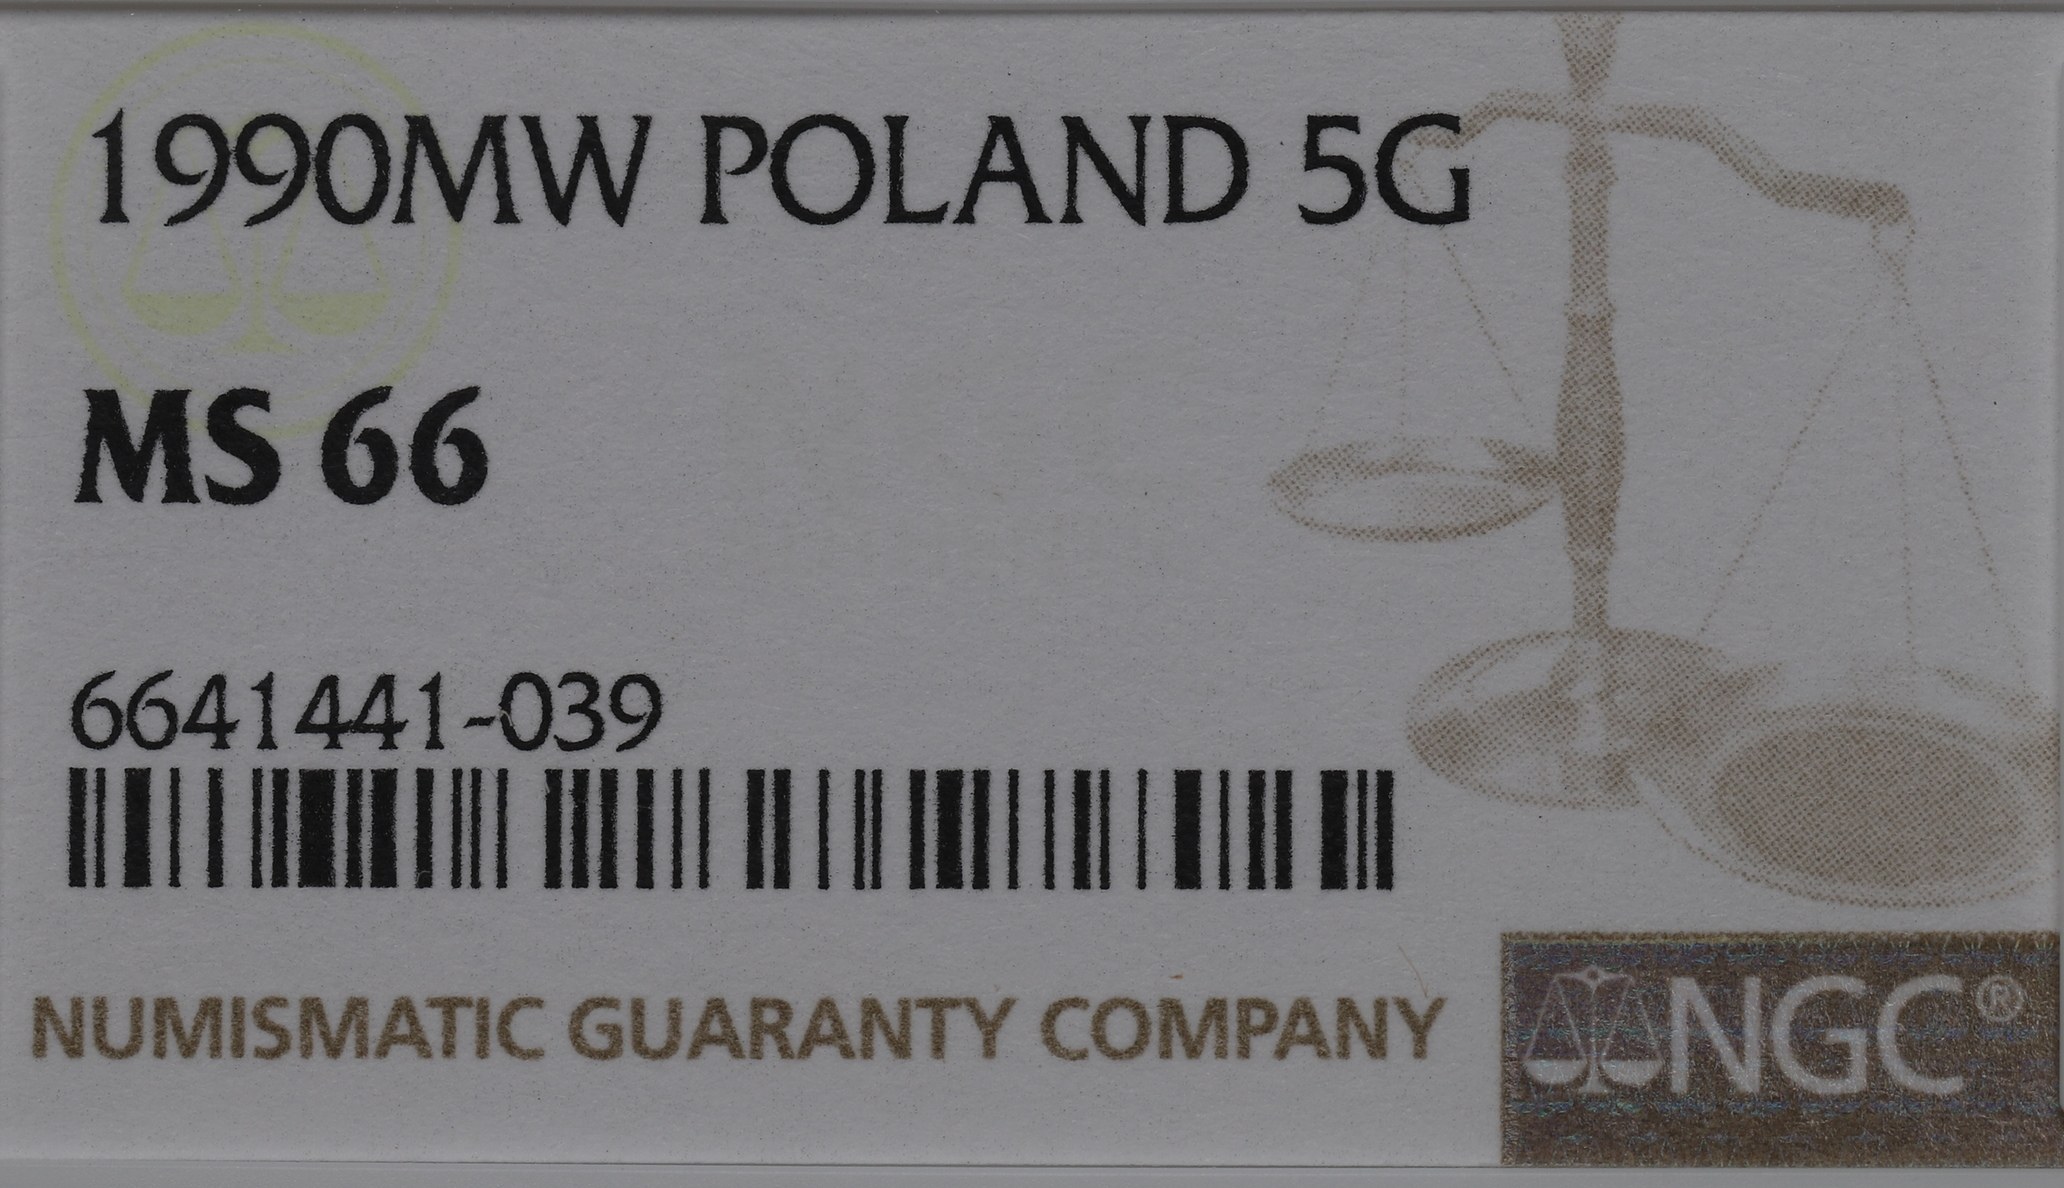 1990MW POLAND 5G
MS 66
6641441-039
NUMISMATIC GUARANTY COMPANY
NGC®